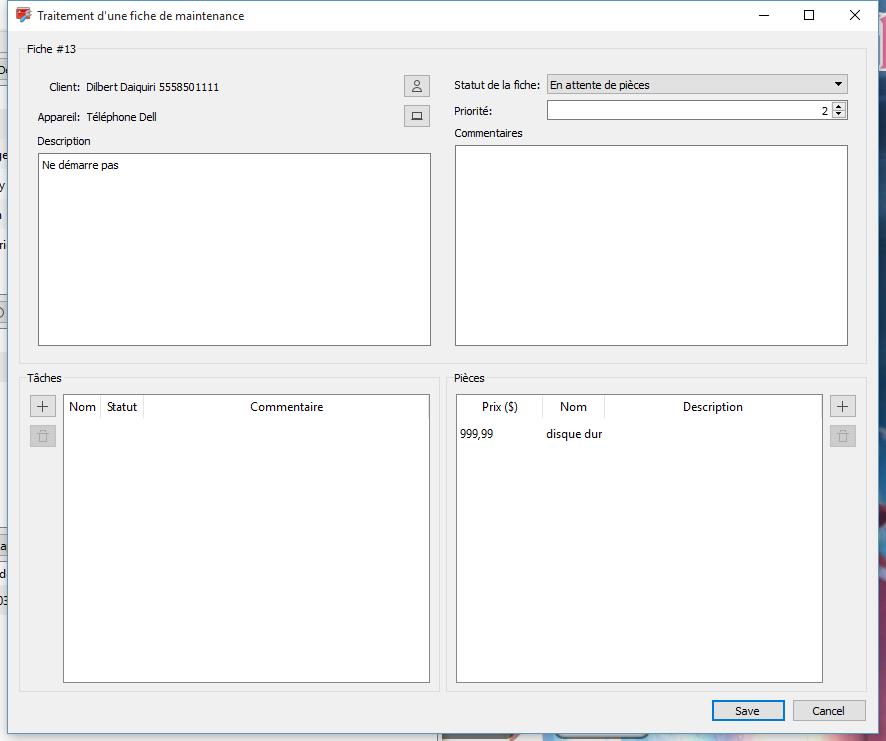 Traitement d'une fiche de maintenance
Fiche #13
Client: Dilbert Daiquiri 5558501111
Appareil: Téléphone Dell
Description
Ne démarre pas
Statut de la fiche: En attente de pièces
Priorité: 2
Commentaires
Tâches
Nom Statut Commentaire
Pièces
Prix ($) Nom Description
999,99 disque dur
Save Cancel